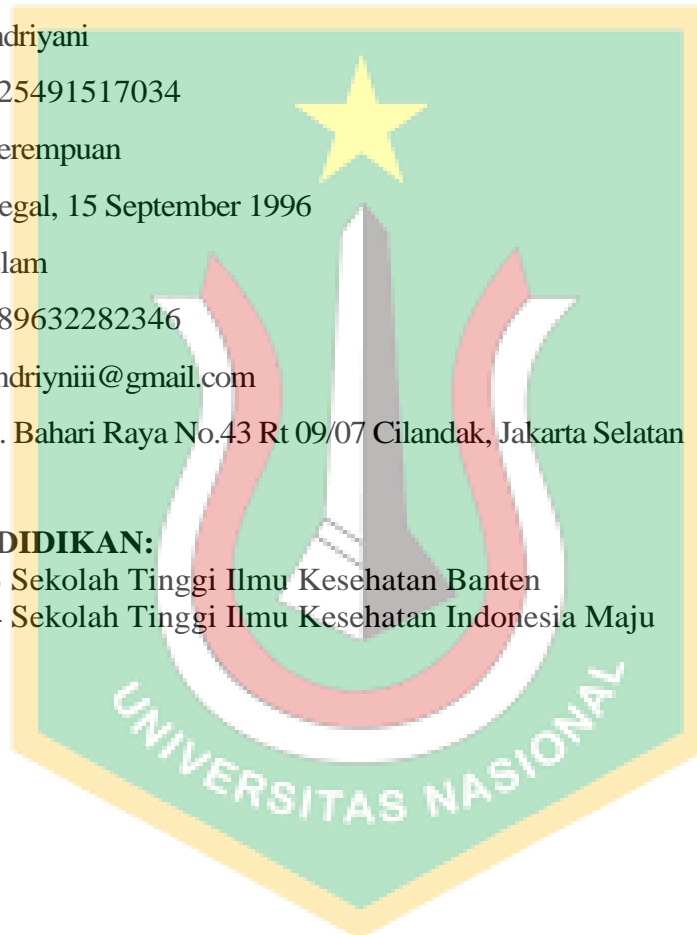 ndriyani
25491517034
erempuan
egal, 15 September 1996
lam
89632282346
ndriyniii@gmail.com
. Bahari Raya No.43 Rt 09/07 Cilandak, Jakarta Selatan
DIDIKAN:
Sekolah Tinggi Ilmu Kesehatan Banten
Sekolah Tinggi Ilmu Kesehatan Indonesia Maju
UNIVERSITAS NASIONAL